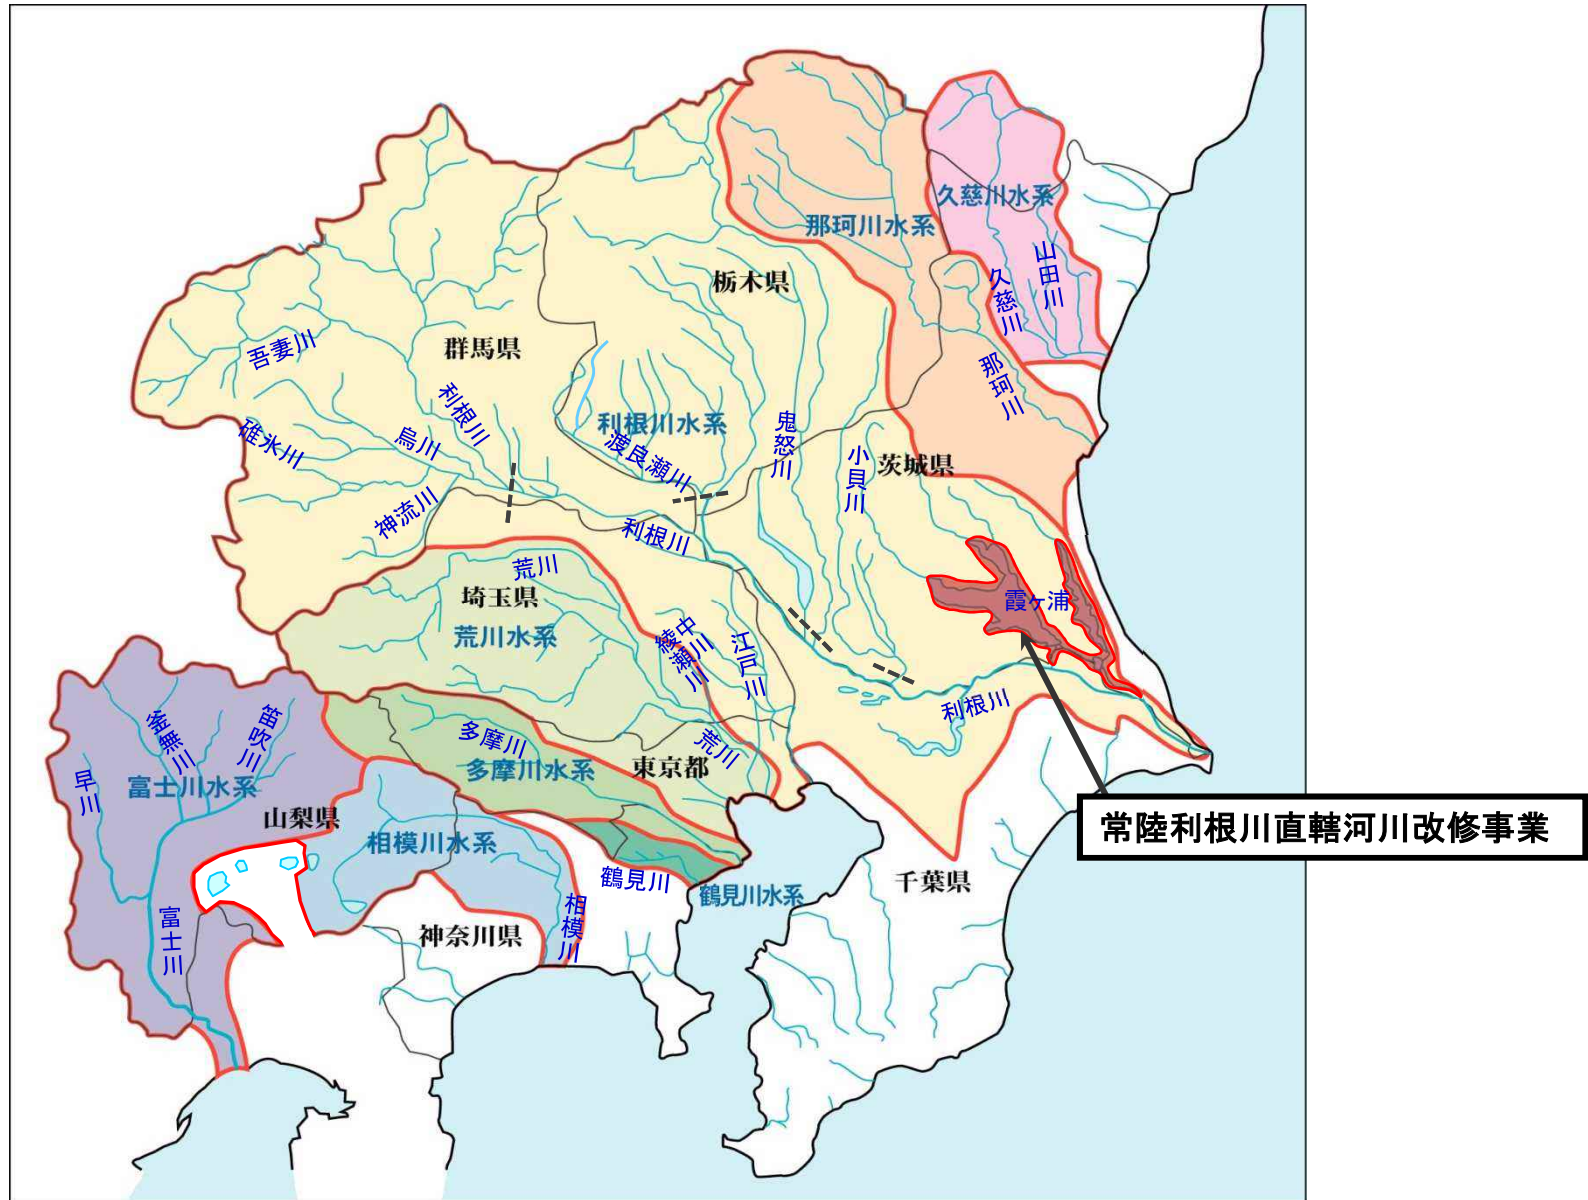 久慈川水系
那珂川水系
山田川
久慈川
栃木県
吾妻川
群馬県
那珂川
利根川
利根川水系
鬼怒川
碓氷川
烏川
渡良瀬川
小貝川
茨城県
神流川
利根川
荒川
埼玉県
霞ヶ浦
荒川水系
綾瀬川
中川
江戸川
利根川
釜無川
笛吹川
多摩川
荒川
早川
富士川水系
多摩川水系
東京都
山梨県
相模川水系
常陸利根川直轄河川改修事業
鶴見川
鶴見川水系
千葉県
富士川
相模川
神奈川県